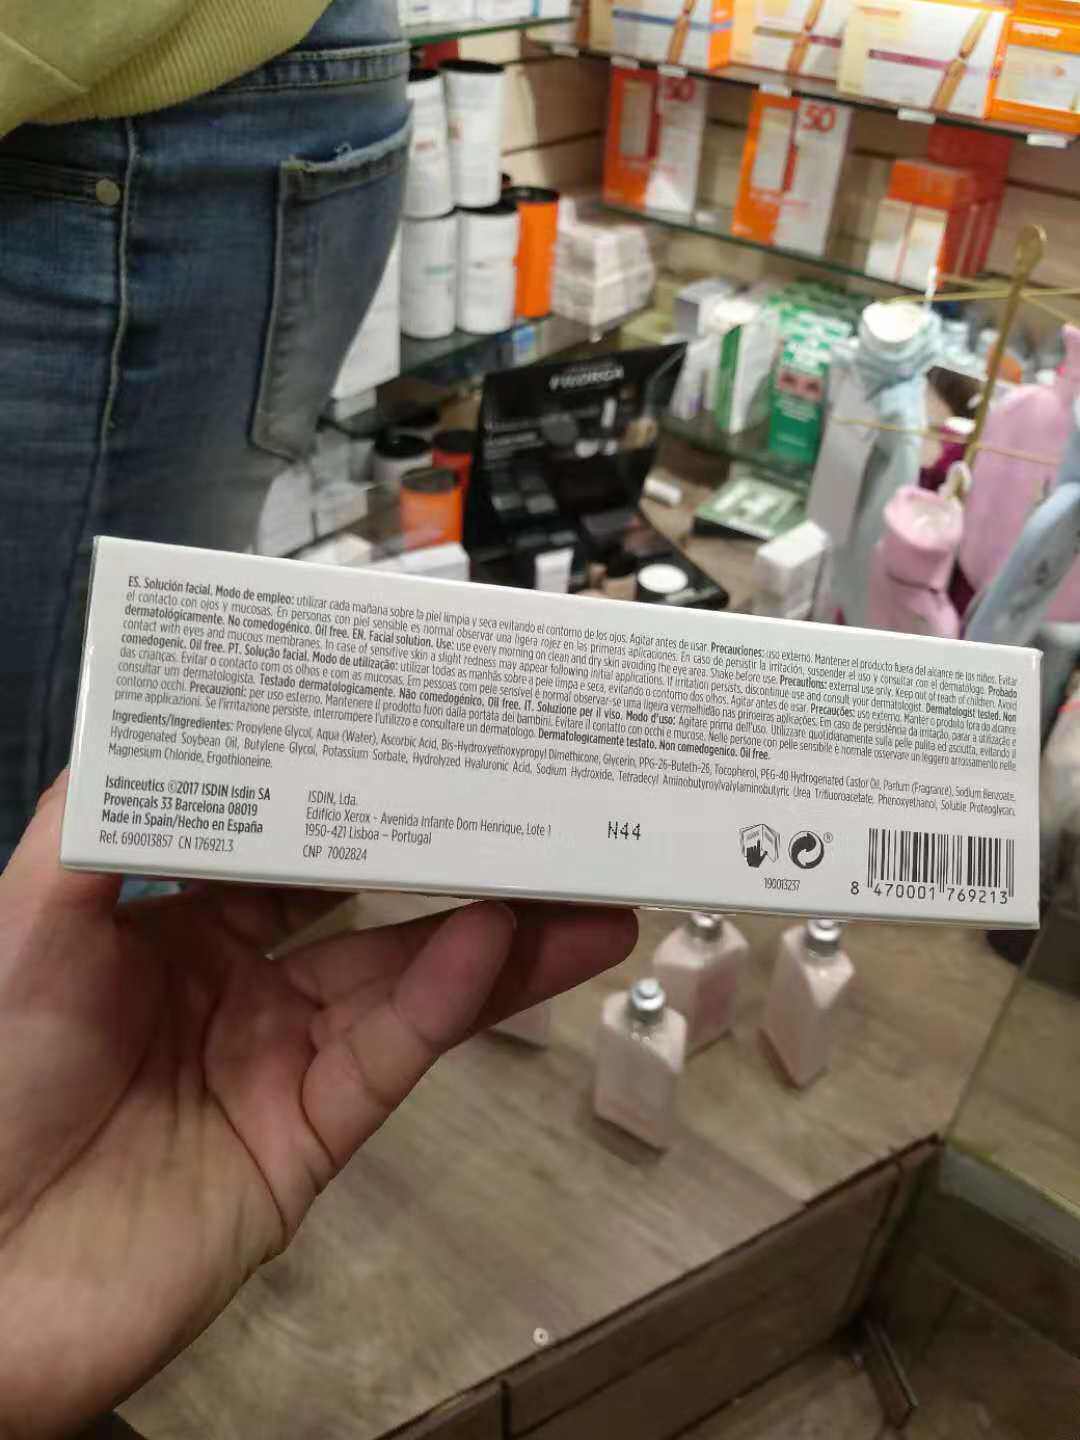 50
50
FILORGA
ES. Solución facial. Modo de empleo: utilizar cada mañana sobre la piel limpia y seca evitando el contorno de los ojos. Agitar antes de usar. Precauciones: uso externo. Mantener el producto fuera del alcance de los niños. Evitar
el contacto con ojos y mucosas. En personas con piel sensible es normal observar una ligera rojez en las primeras aplicaciones. En caso de persistir la irritación, suspender el uso y consultar con el dermatólogo. Probado
dermatológicamente. No comedogénico. Oil free. EN. Facial solution. Use: use every morning on clean and dry skin avoiding the eye area. Shake before use. Precautions: external use only. Keep out of reach of children. Avoid
contact with eyes and mucous membranes. In case of sensitive skin a slight redness may appear following initial applications. If irritation persists, discontinue use and consult your dermatologist. Dermatologist tested. Non
comedogenic. Oil free. PT. Solução facial. Modo de utilização: utilizar todas as manhãs sobre a pele limpa e seca, evitando o contorno dos olhos. Agitar antes de usar. Precauções: uso externo. Manter o produto fora do alcance
das crianças. Evitar o contacto com os olhos e com as mucosas. Em pessoas com pele sensível é normal observar-se uma ligeira vermelhidão nas primeiras aplicações. Em caso de persistência da irritação, parar a utilização e
consultar um dermatologista. Testado dermatologicamente. Não comedogénico. Oil free. IT. Soluzione per il viso. Modo d'uso: Agitare prima dell'uso. Utilizzare quotidianamente sulla pelle pulita ed asciutta, evitando il
contorno occhi. Precauzioni: per uso esterno. Mantenere il prodotto fuori dalla portata dei bambini. Evitare il contatto con occhi e mucose. Nelle persone con pelle sensibile è normale osservare un leggero arrossamento nelle
prime applicazioni. Se l'irritazione persiste, interrompere l'utilizzo e consultare un dermatologo. Dermatologicamente testato. Non comedogenico. Oil free.
Ingredients/Ingredientes: Propylene Glycol, Aqua (Water), Ascorbic Acid, Bis-Hydroxyethoxypropyl Dimethicone, Glycerin, PPG-26-Buteth-26, Tocopherol, PEG-40 Hydrogenated Castor Oil, Parfum (Fragrance), Sodium Benzoate,
Hydrogenated Soybean Oil, Butylene Glycol, Potassium Sorbate, Hydrolyzed Hyaluronic Acid, Sodium Hydroxide, Tetradecyl Aminobutyroylvalylaminobutyric Urea Trifluoroacetate, Phenoxyethanol, Soluble Proteoglycan,
Magnesium Chloride, Ergothioneine.
Isdinceutics ©2017 ISDIN Isdin SA
Provençals 33 Barcelona 08019
Made in Spain/Hecho en España
Ref. 690013857 CN 176921.3
ISDIN, Lda.
Edificio Xerox - Avenida Infante Dom Henrique, Lote 1
1950-421 Lisboa – Portugal
CNP 7002824
N44
®
190013237
8 470001 769213